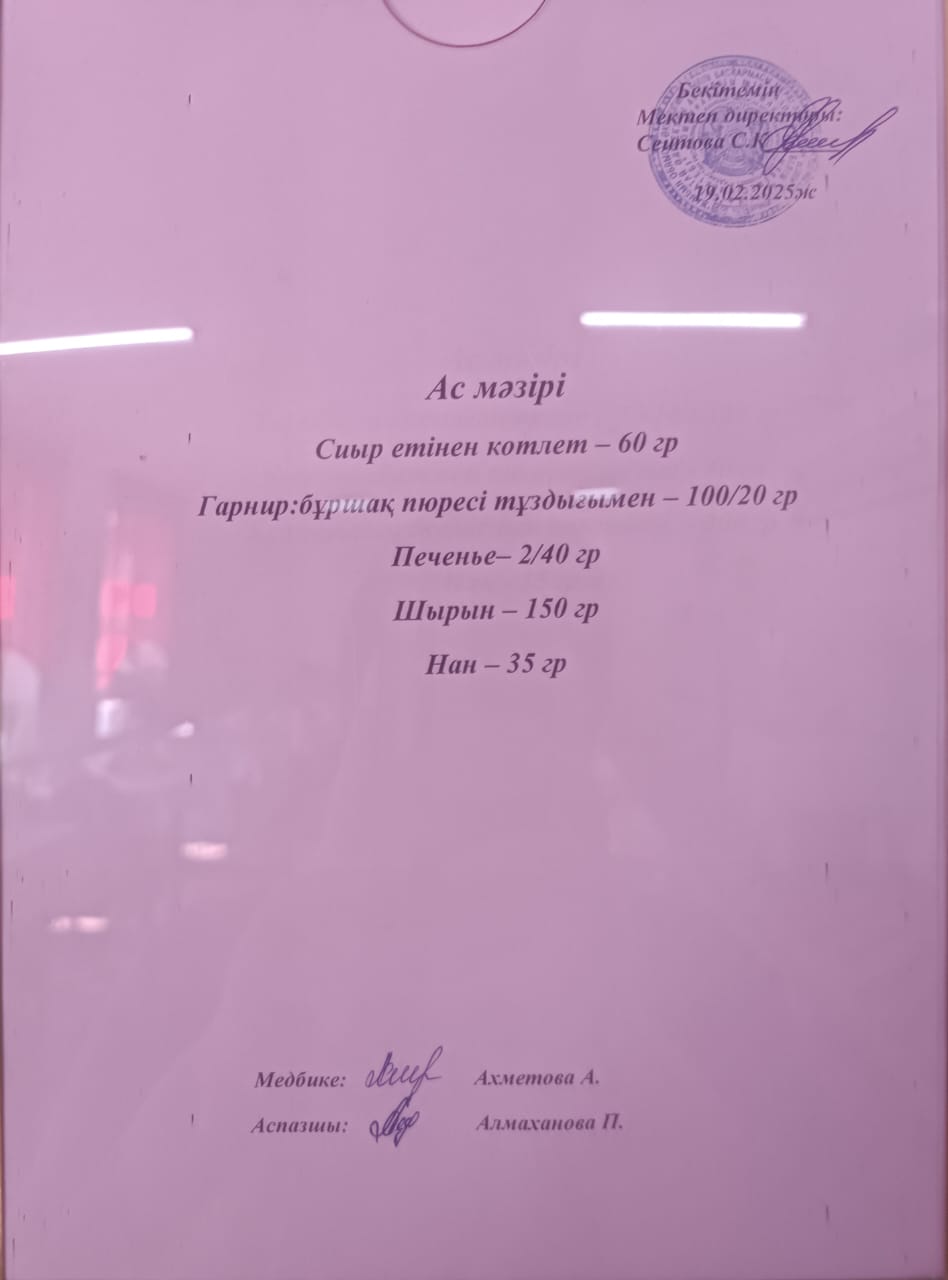 Бекітемін
Мектеп директоры:
Сеитова С.К
19.02.2025ж
Ас мәзірі
Сиыр етінен котлет – 60 гр
Гарнир:бұршақ пюресі тұздығымен – 100/20 гр
Печенье– 2/40 гр
Шырын – 150 гр
Нан – 35 гр
Медбике: Ахметова А.
Аспазшы: Алмаханова П.